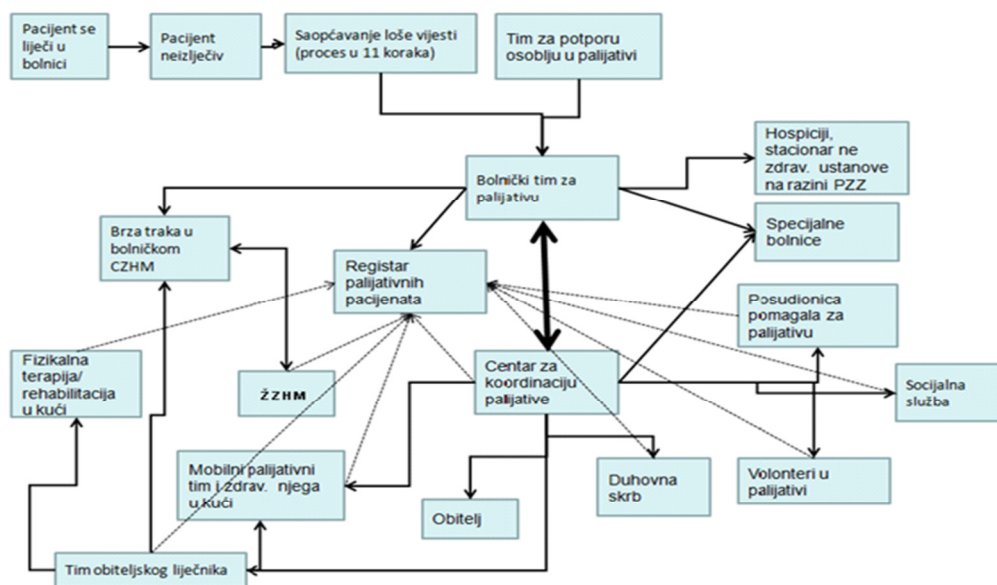 Pacijent se
liječi u
bolnici
Pacijent
neizlječiv
Saopćavanje loše vijesti
(proces u 11 koraka)
Tim za potporu
osoblju u palijativi
Bolnički tim za
palijativu
Hospiciji,
stacionar ne
zdrav. ustanove
na razini PZZ
Brza traka u
bolničkom
CZHM
Specijalne
bolnice
Registar
palijativnih
pacijenata
Posudionica
pomagala za
palijativu
Fizikalna
terapija/
rehabilitacija
u kući
ŽZHM
Centar za
koordinaciju
palijative
Socijalna
služba
Mobilni palijativni
tim i zdrav. njega
u kući
Obitelj
Duhovna
skrb
Volonteri u
palijativi
Tim obiteljskog liječnika